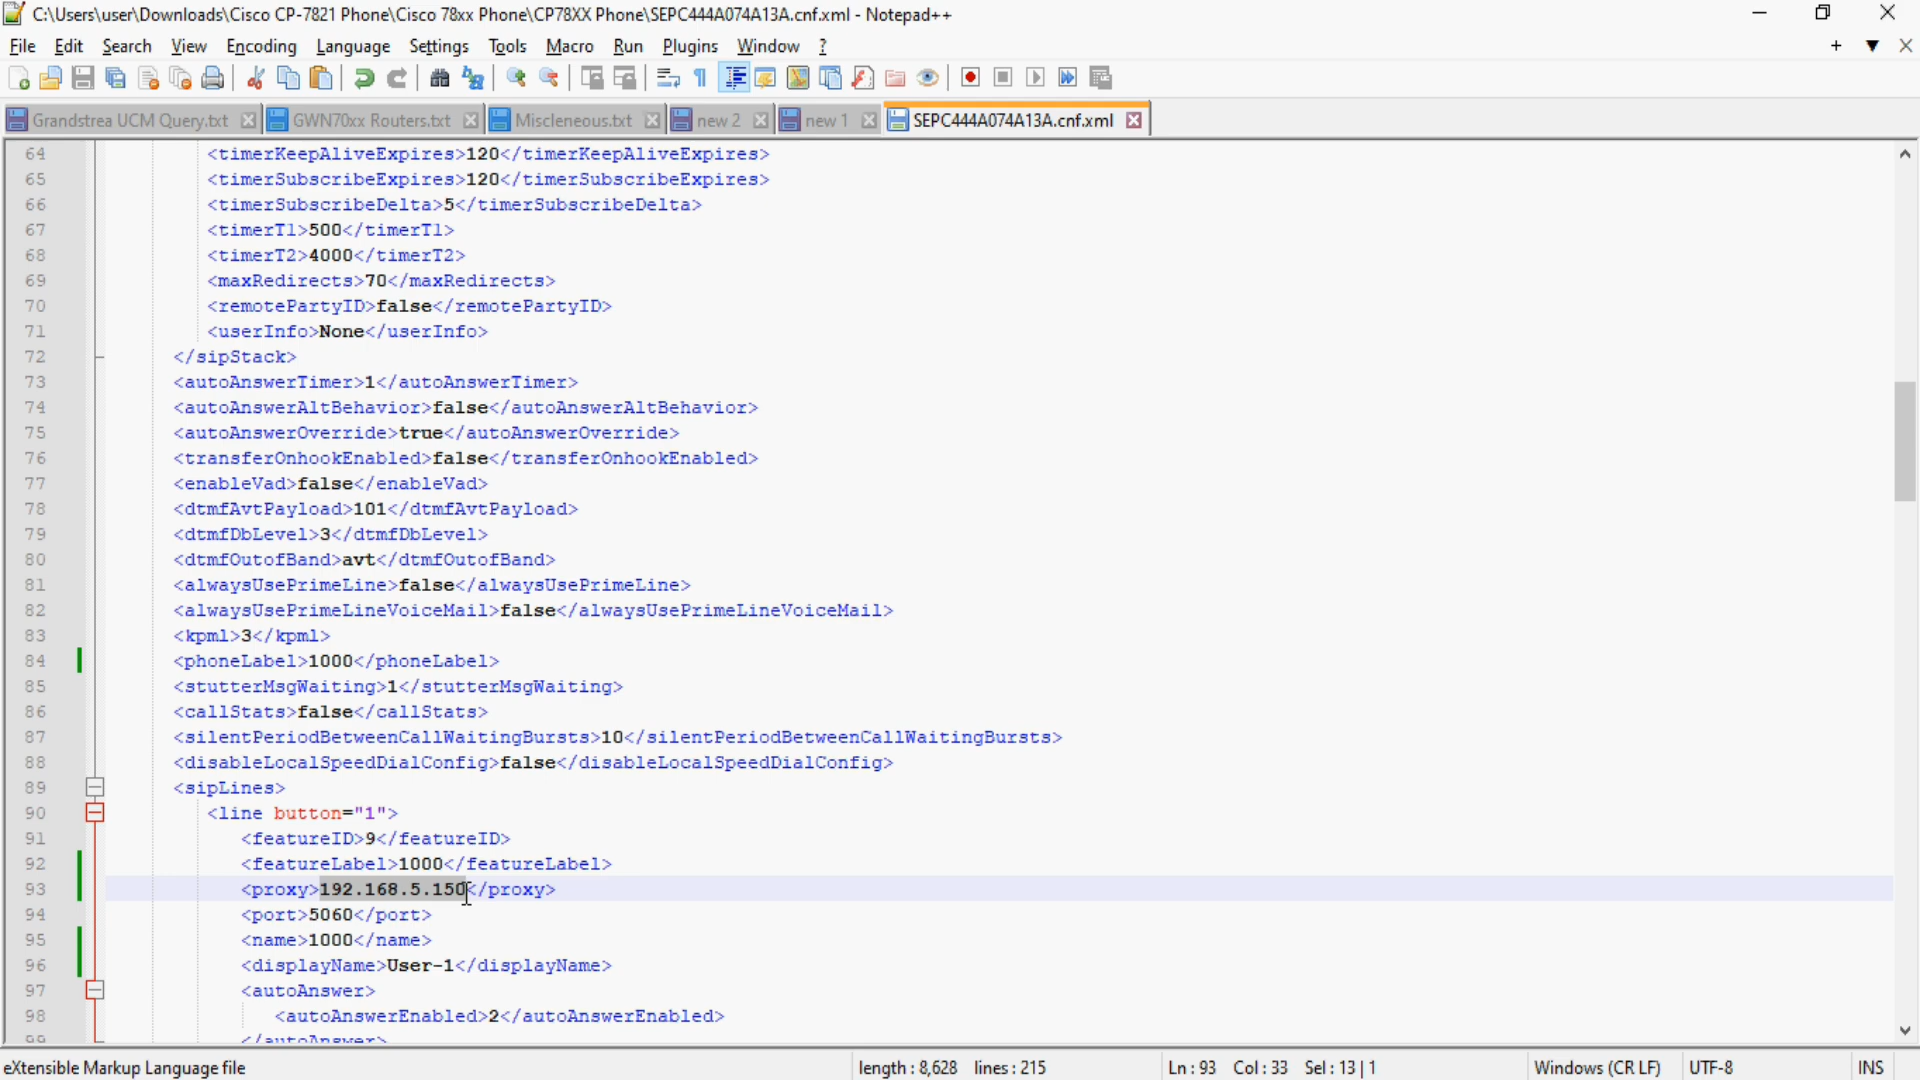 C:\Users\user\Downloads\Cisco CP-7821 Phone\Cisco 78xx Phone\CP78XX Phone\SEPC444A074A13A.cnf.xml - Notepad++
File Edit Search View Encoding Language Settings Tools Macro Run Plugins Window ?
Grandstrea UCM Query.txt GWN70xx Routers.txt Miscleneous.txt new 2 new 1 SEPC444A074A13A.cnf.xml
64 <timerKeepAliveExpires>120</timerKeepAliveExpires>
65 <timerSubscribeExpires>120</timerSubscribeExpires>
66 <timerSubscribeDelta>5</timerSubscribeDelta>
67 <timerT1>500</timerT1>
68 <timerT2>4000</timerT2>
69 <maxRedirects>70</maxRedirects>
70 <remotePartyID>false</remotePartyID>
71 <userInfo>None</userInfo>
72 </sipStack>
73 <autoAnswerTimer>1</autoAnswerTimer>
74 <autoAnswerAltBehavior>false</autoAnswerAltBehavior>
75 <autoAnswerOverride>true</autoAnswerOverride>
76 <transferOnhookEnabled>false</transferOnhookEnabled>
77 <enableVad>false</enableVad>
78 <dtmfAvtPayload>101</dtmfAvtPayload>
79 <dtmfDbLevel>3</dtmfDbLevel>
80 <dtmfOutofBand>avt</dtmfOutofBand>
81 <alwaysUsePrimeLine>false</alwaysUsePrimeLine>
82 <alwaysUsePrimeLineVoiceMail>false</alwaysUsePrimeLineVoiceMail>
83 <kpml>3</kpml>
84 <phoneLabel>1000</phoneLabel>
85 <stutterMsgWaiting>1</stutterMsgWaiting>
86 <callStats>false</callStats>
87 <silentPeriodBetweenCallWaitingBursts>10</silentPeriodBetweenCallWaitingBursts>
88 <disableLocalSpeedDialConfig>false</disableLocalSpeedDialConfig>
89 <sipLines>
90 <line button="1">
91 <featureID>9</featureID>
92 <featureLabel>1000</featureLabel>
93 <proxy>192.168.5.150</proxy>
94 <port>5060</port>
95 <name>1000</name>
96 <displayName>User-1</displayName>
97 <autoAnswer>
98 <autoAnswerEnabled>2</autoAnswerEnabled>
99 </autoAnswer>
eXtensible Markup Language file length : 8,628 lines : 215 Ln : 93 Col : 33 Sel : 13 | 1 Windows (CR LF) UTF-8 INS